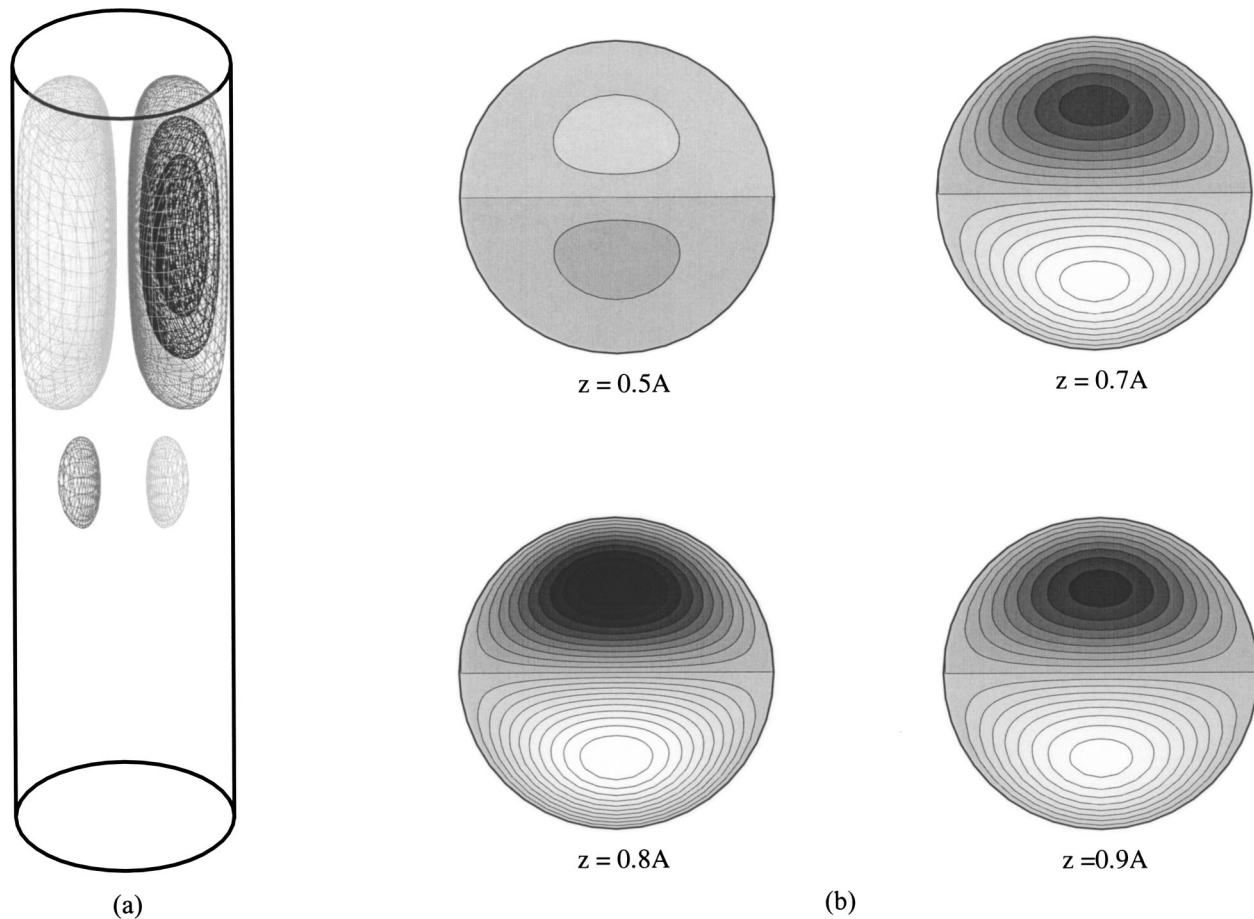 z = 0.5A
z = 0.7A
z = 0.8A
z =0.9A
(a)
(b)